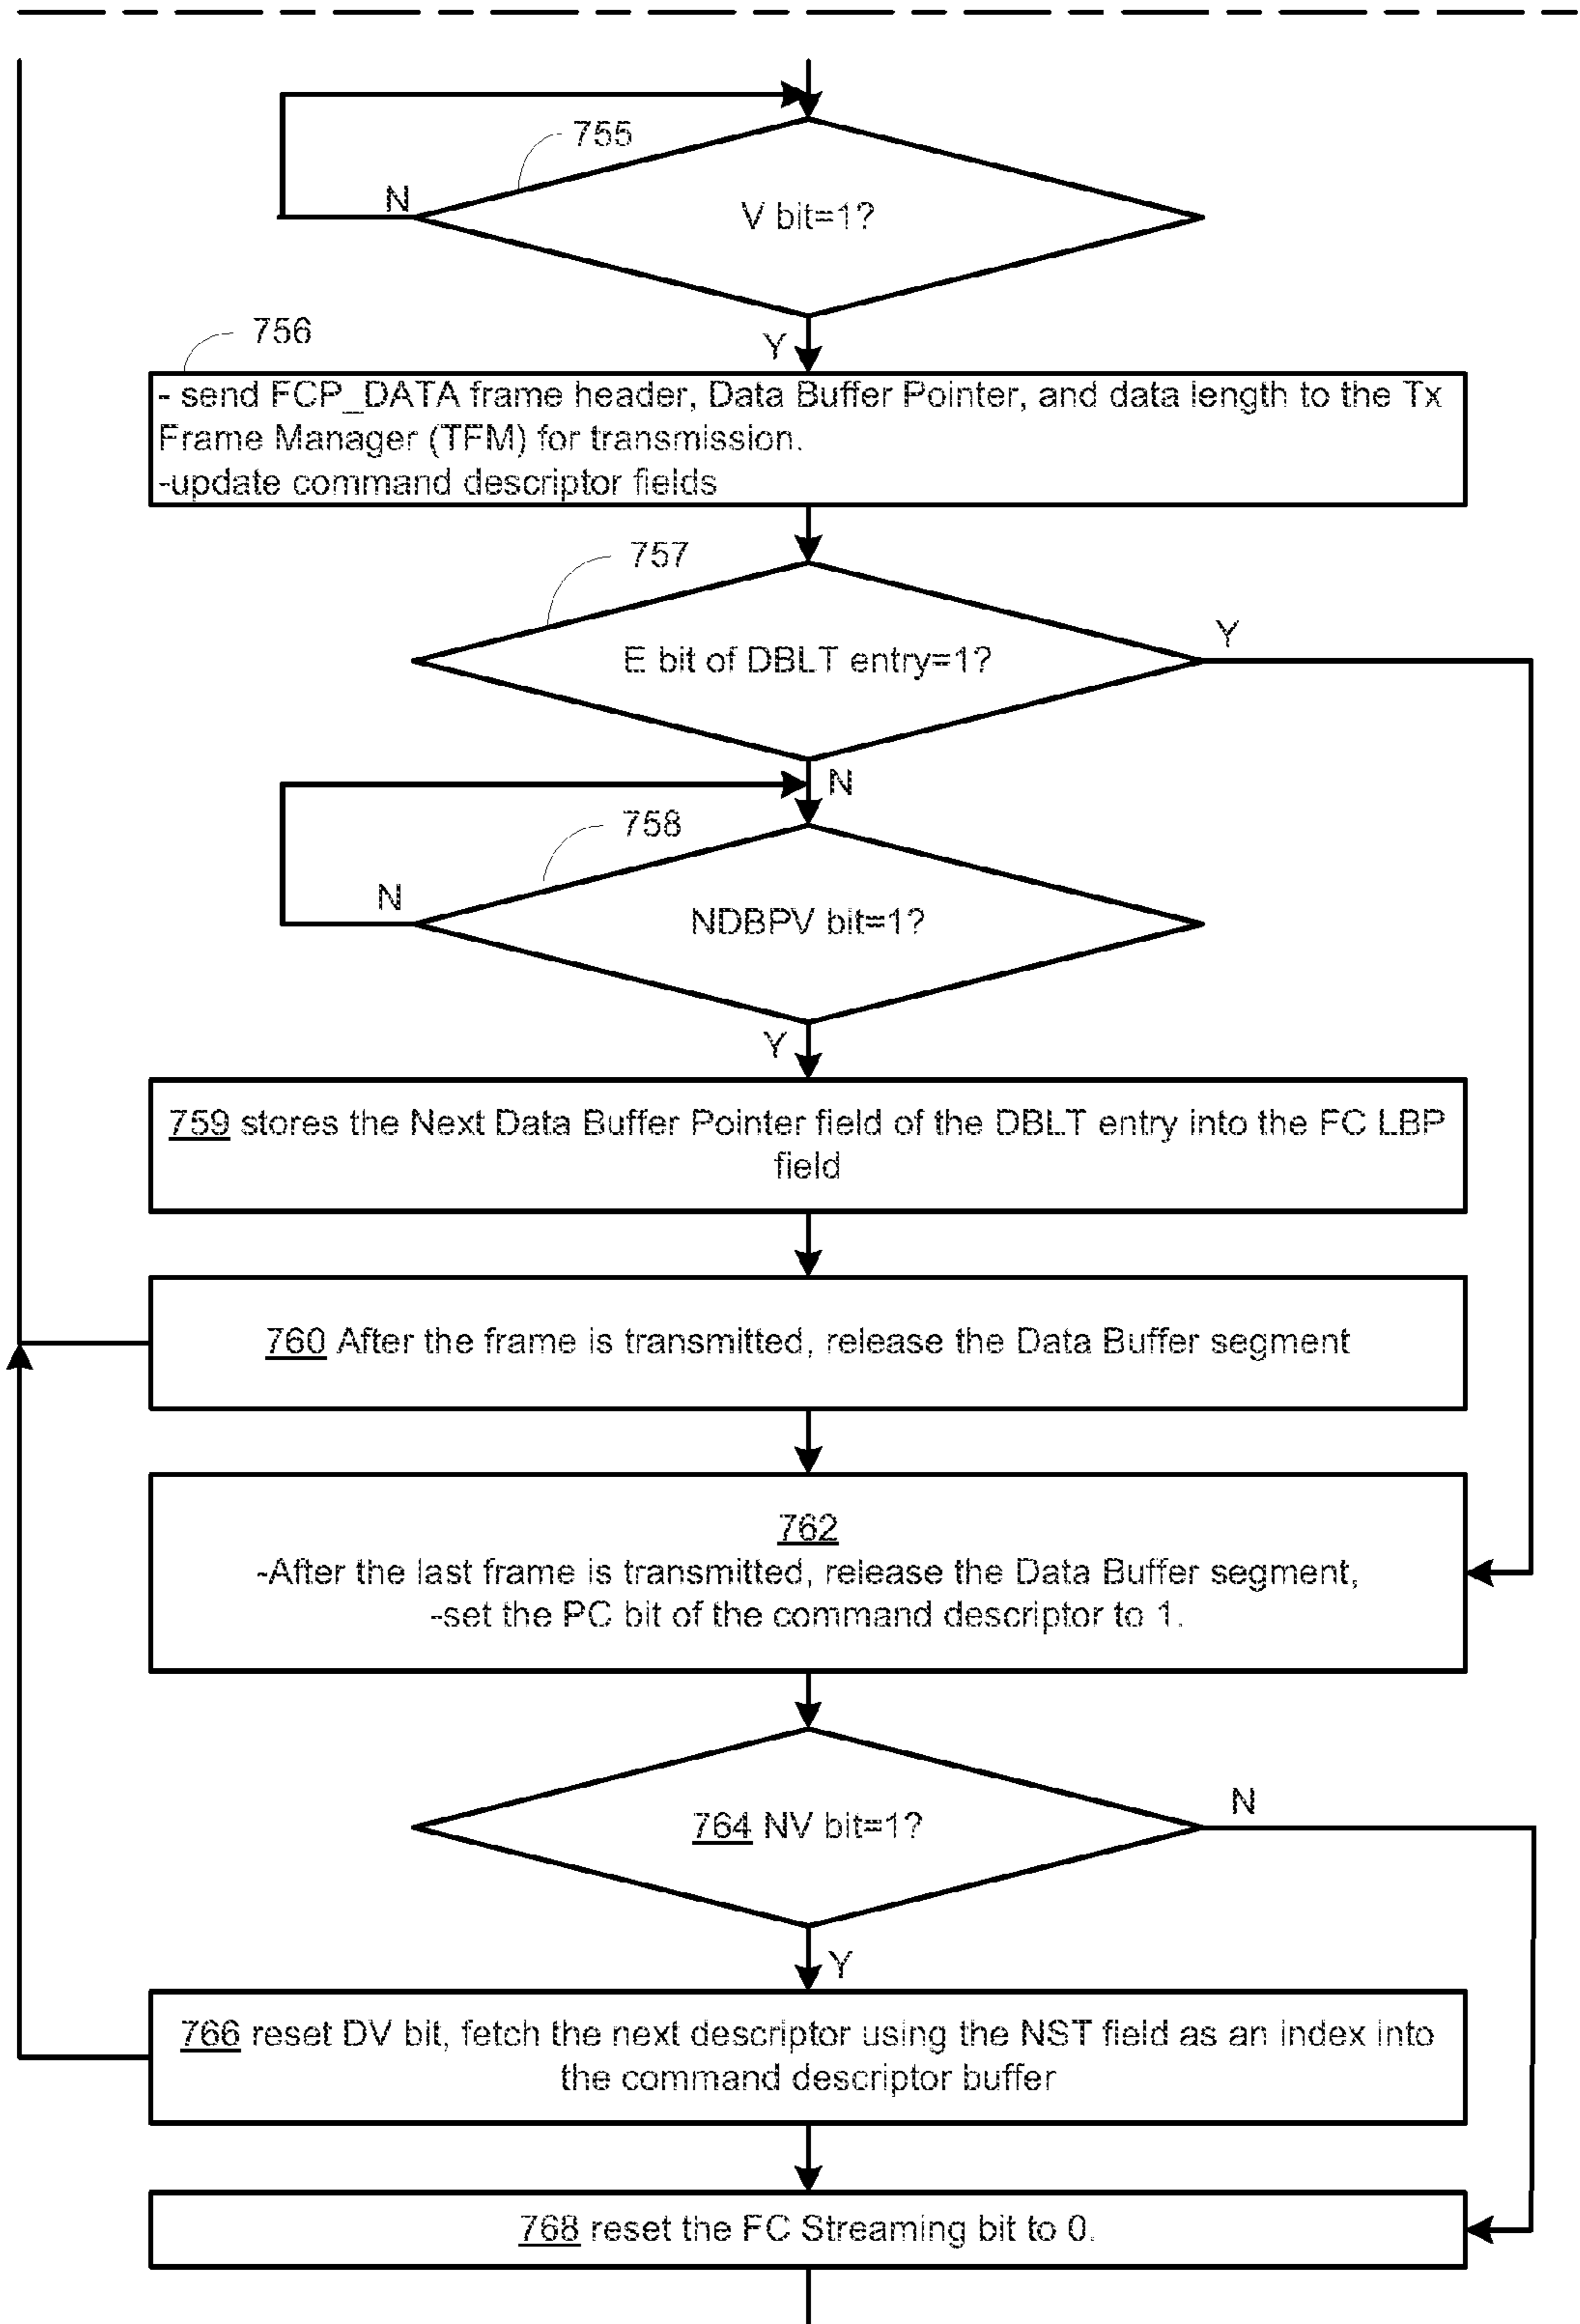 755
N
V bit=1?
756
Y
- send FCP_DATA frame header, Data Buffer Pointer, and data length to the Tx
Frame Manager (TFM) for transmission.
-update command descriptor fields
757
Y
E bit of DBLT entry=1?
N
758
N
NDBPV bit=1?
Y
759 stores the Next Data Buffer Pointer field of the DBLT entry into the FC LBP
field
760 After the frame is transmitted, release the Data Buffer segment
762
-After the last frame is transmitted, release the Data Buffer segment,
-set the PC bit of the command descriptor to 1.
N
764 NV bit=1?
Y
766 reset DV bit, fetch the next descriptor using the NST field as an index into
the command descriptor buffer
768 reset the FC Streaming bit to 0.